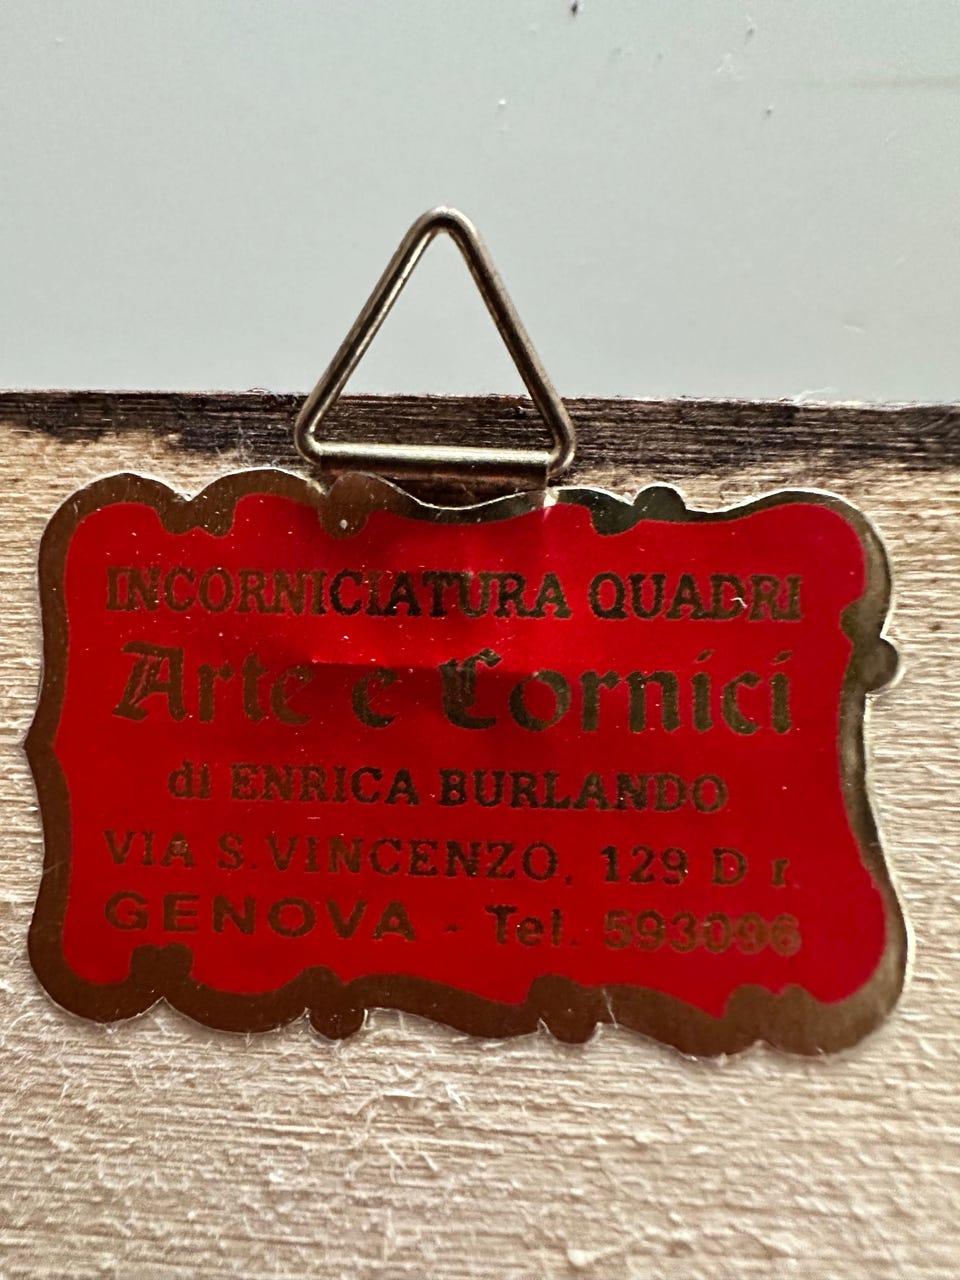 INCORNICIATURA QUADRI
Arte e Cornici
di ENRICA BURLANDO
VIA S. VINCENZO, 129 D r
GENOVA - Tel. 593096